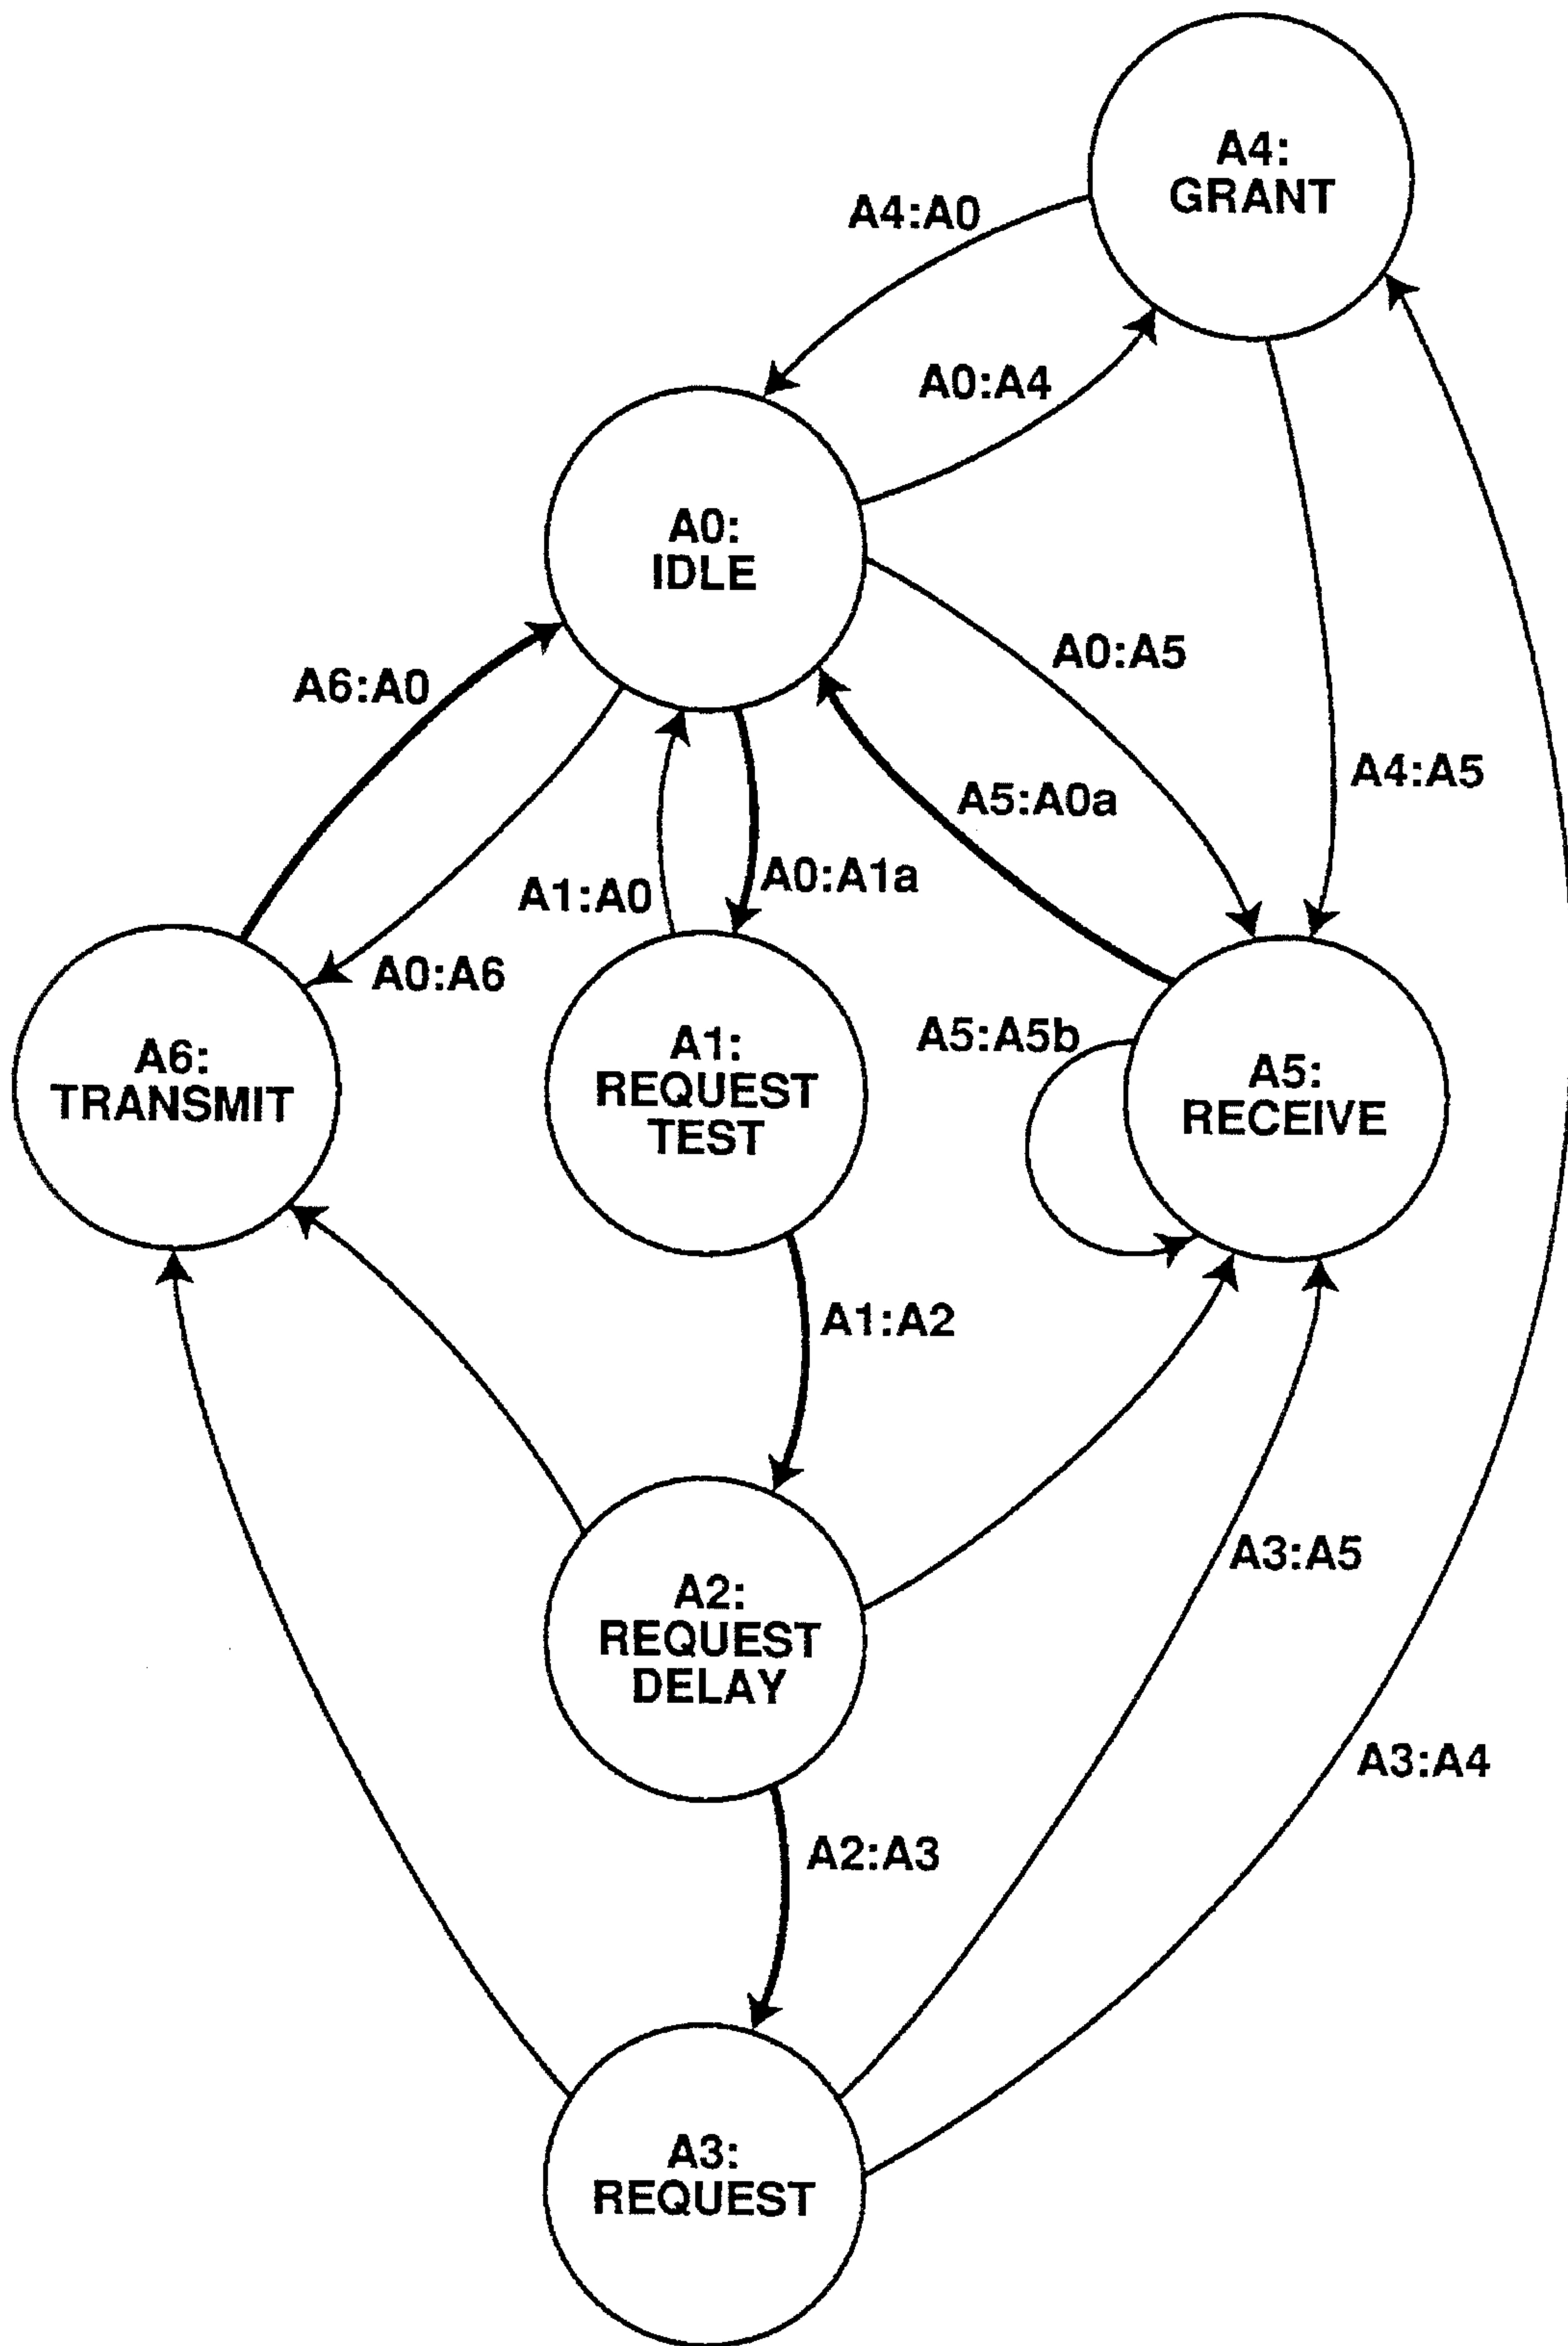 A4:
GRANT
A4:A0
A0:A4
A0:
IDLE
A0:A5
A6:A0
A4:A5
A5:A0a
A0:A1a
A1:A0
A0:A6
A5:A5b
A1:
REQUEST
TEST
A6:
TRANSMIT
A5:
RECEIVE
A1:A2
A3:A5
A2:
REQUEST
DELAY
A3:A4
A2:A3
A3:
REQUEST